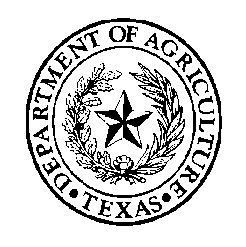 DEPARTMENT OF AGRICULTURE
TEXAS